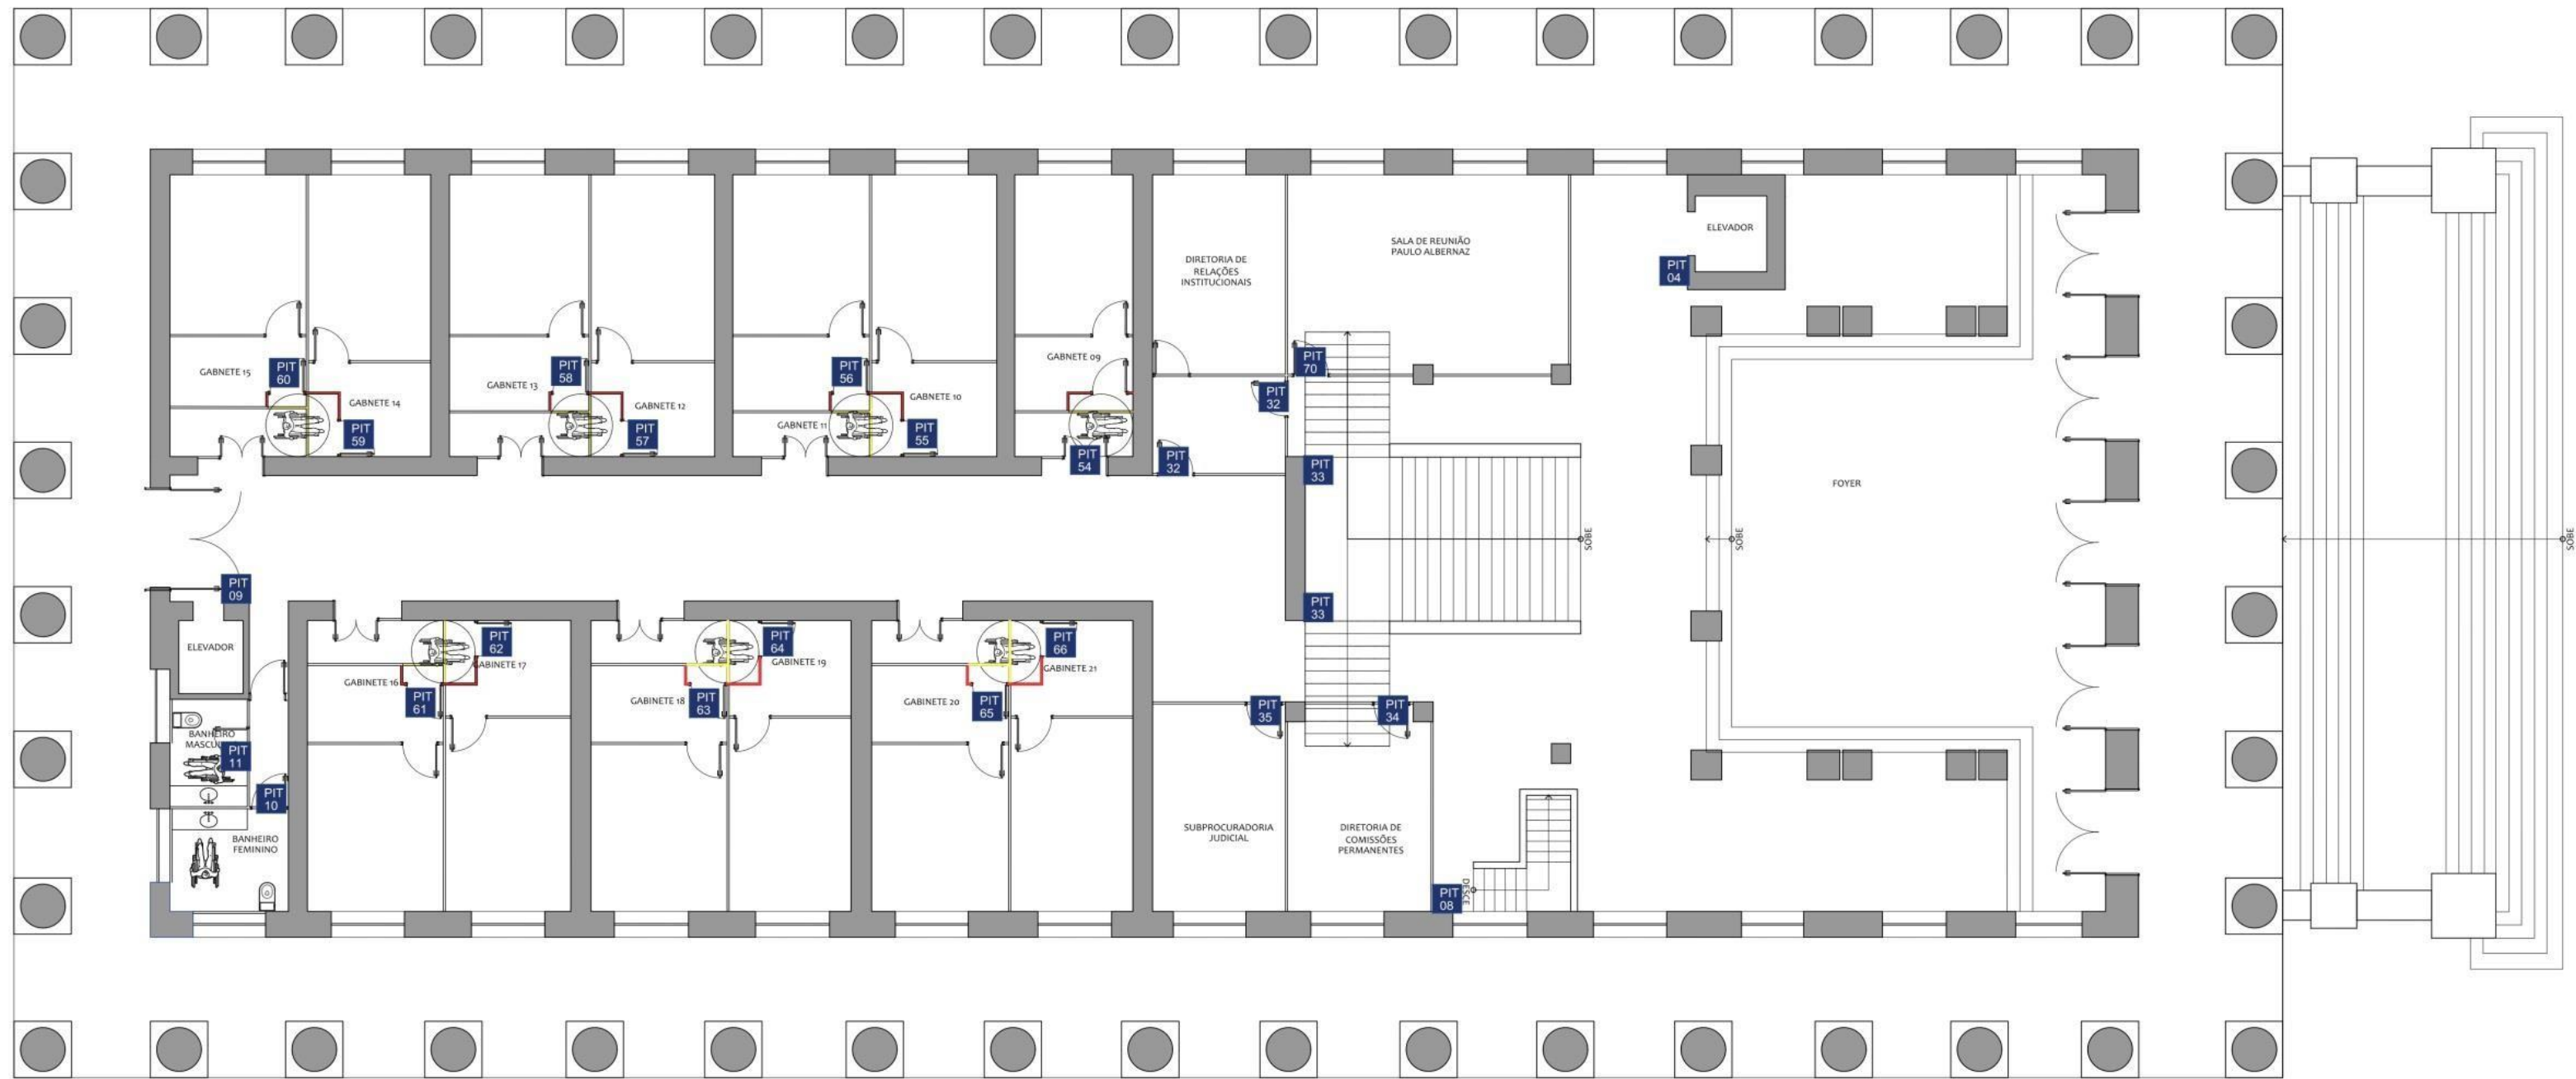 ELEVADOR
SALA DE REUNIÃO
PAULO ALBERNAZ
DIRETORIA DE
RELAÇÕES
INSTITUCIONAIS
PIT
04
GABNETE 15
PIT
60
GABNETE 14
PIT
59
GABNETE 13
PIT
58
GABNETE 12
PIT
57
PIT
56
GABNETE 10
GABNETE 11
PIT
55
GABNETE 09
PIT
54
PIT
70
PIT
32
PIT
32
PIT
33
FOYER
SOBE
SOBE
SOBE
PIT
09
ELEVADOR
PIT
33
PIT
62
GABINETE 17
GABINETE 16
PIT
61
PIT
64
GABINETE 19
GABINETE 18
PIT
63
PIT
66
GABINETE 21
GABINETE 20
PIT
65
PIT
35
PIT
34
BANHEIRO
PIT
11
PIT
10
BANHEIRO
FEMININO
SUBPROCURADORIA
JUDICIAL
DIRETORIA DE
COMISSÕES
PERMANENTES
PIT
08
DESCE